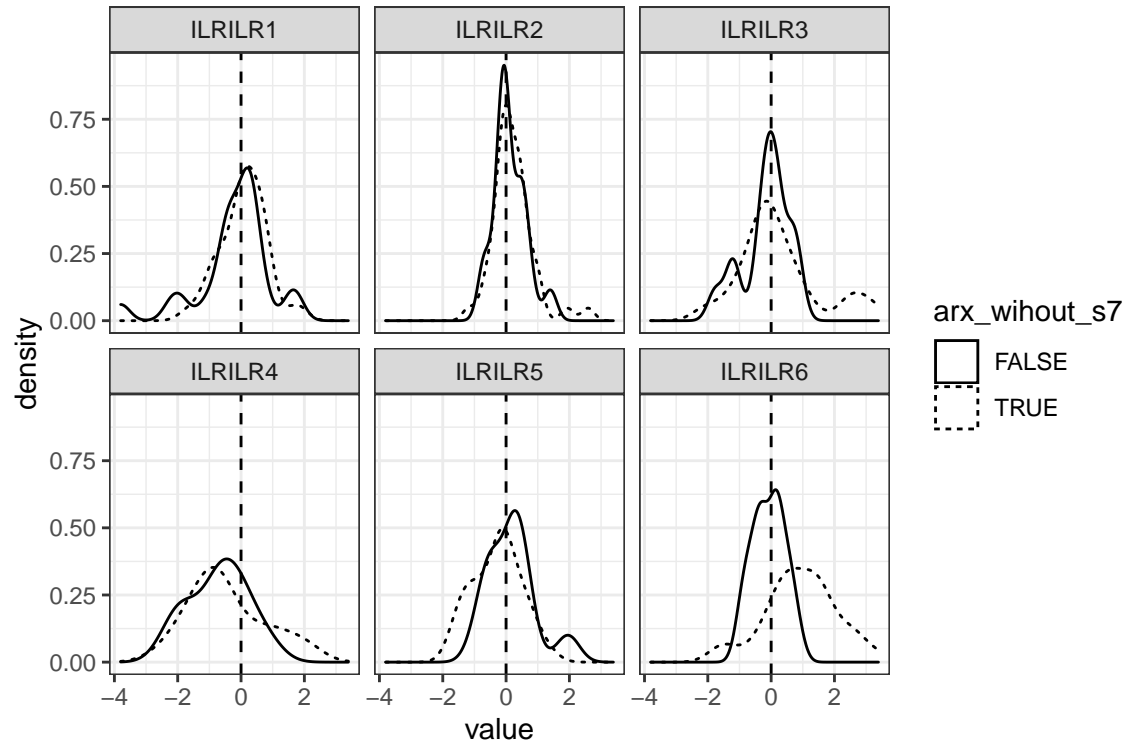 ILRILR1 ILRILR2 ILRILR3
0.75
0.50
0.25
0.00
ILRILR4 ILRILR5 ILRILR6
0.75
0.50
0.25
0.00
−4 −2 0 2 −4 −2 0 2 −4 −2 0 2
value
density
arx_wihout_s7
FALSE
TRUE